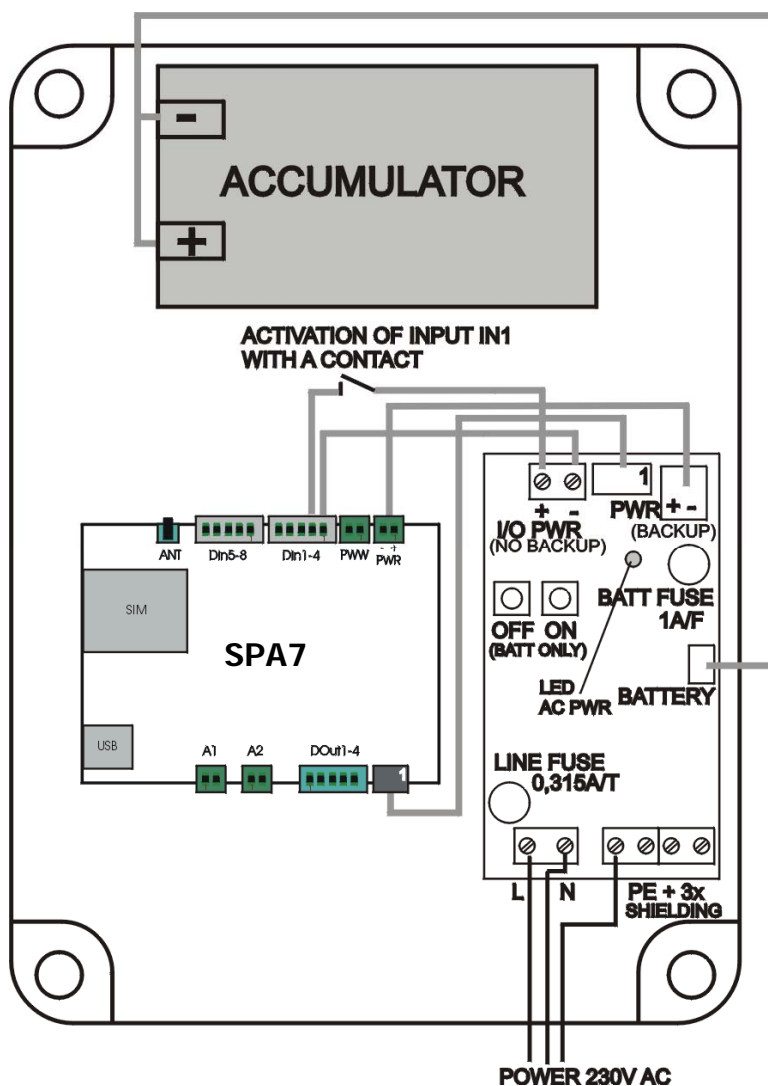 -
ACCUMULATOR
+
ACTIVATION OF INPUT IN1
WITH A CONTACT
1
+ - PWR + -
I/O PWR (BACKUP)
(NO BACKUP)
ANT Din5-8 Din1-4 PWW - +
PWR
SIM
SPA7
BATT FUSE
1A/F
OFF ON
(BATT ONLY)
LED
AC PWR
BATTERY
USB
A1 A2 DOut1-4 1
LINE FUSE
0,315A/T
L N PE + 3x
SHIELDING
POWER 230V AC